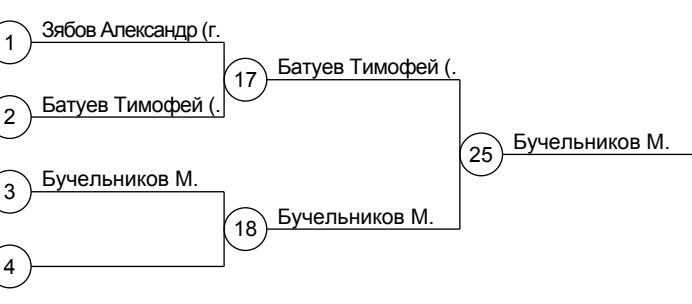 1 Зябов Александр (г.
17 Батуев Тимофей (.
2 Батуев Тимофей (.
25 Бучельников М.
3 Бучельников М.
18 Бучельников М.
4